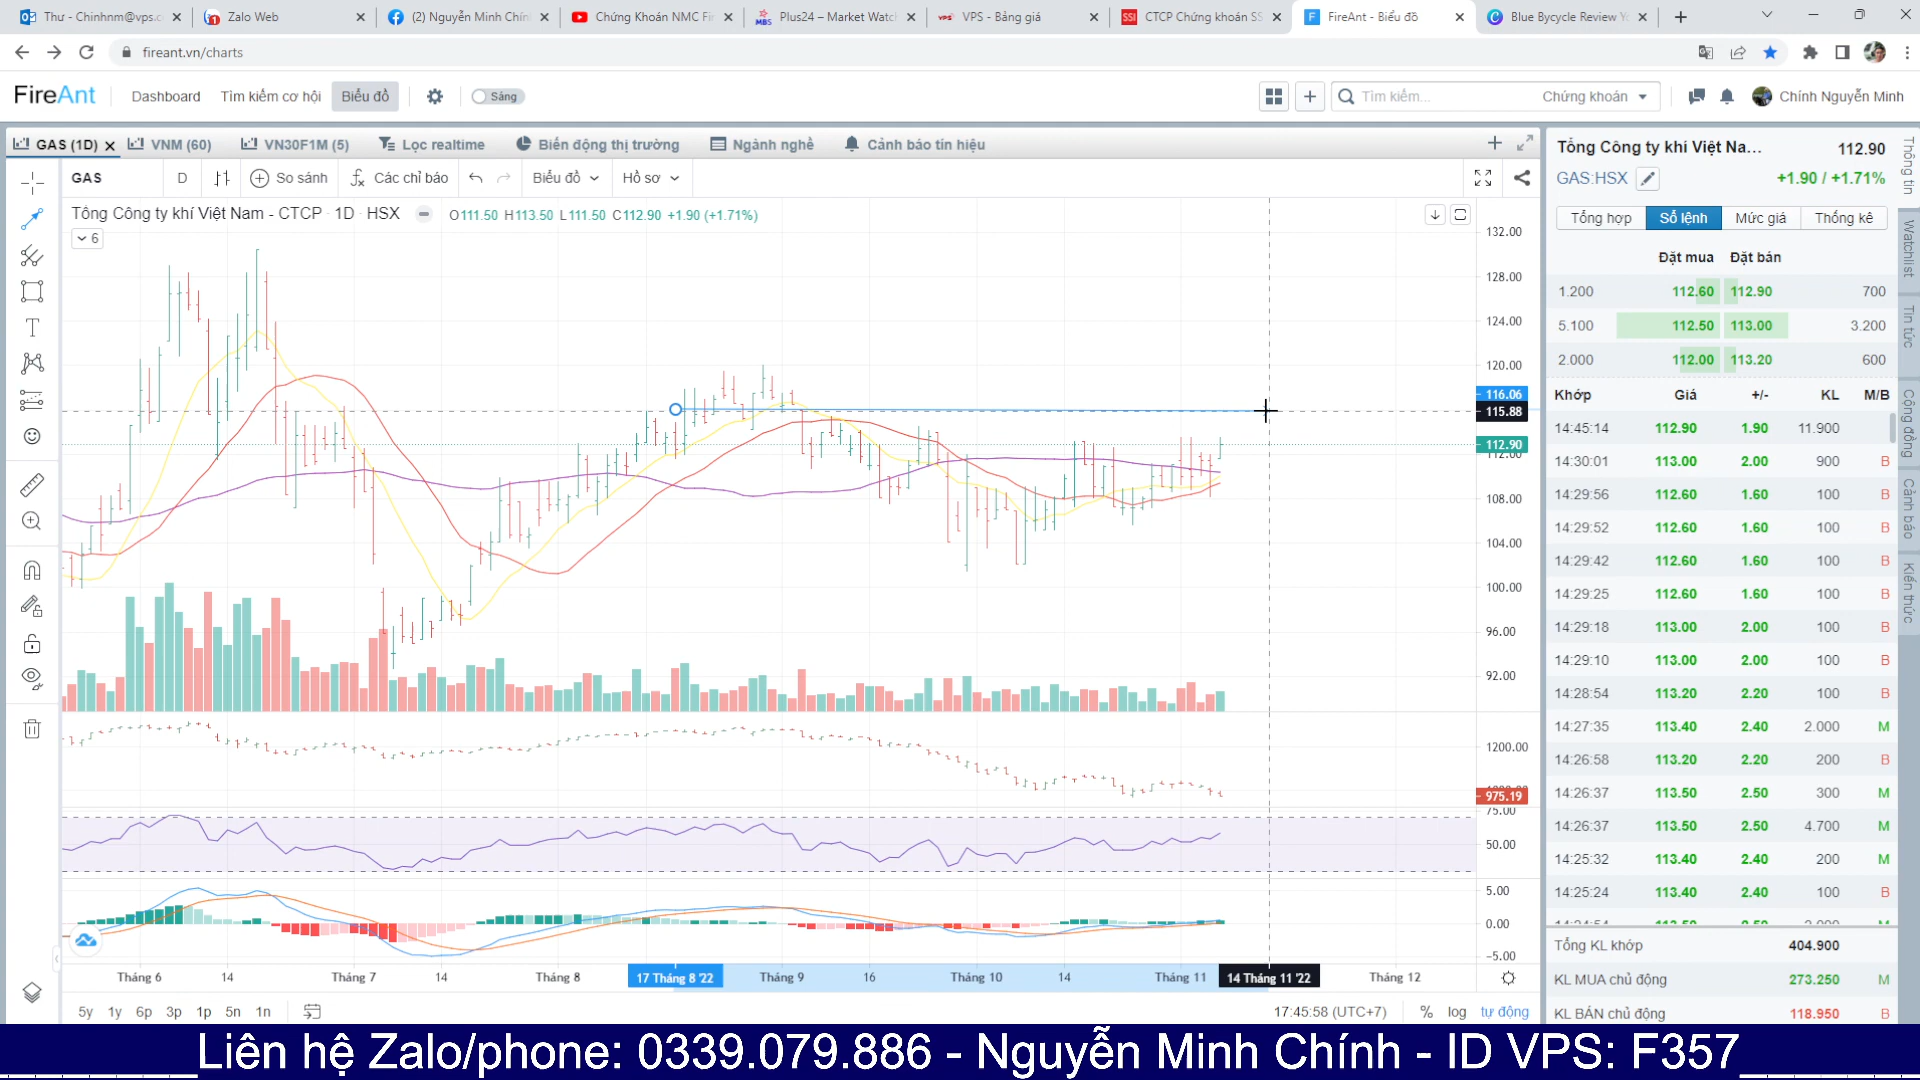 Thư - Chinhnm@vps.c
Zalo Web
(2) Nguyễn Minh Chín
Chứng Khoán NMC Fi
MBS Plus24 – Market Watch
VPS VPS - Bảng giá
SSI CTCP Chứng khoán SS
F FireAnt - Biểu đồ
Blue Bycycle Review Yo
fireant.vn/charts
FireAnt
Dashboard
Tìm kiếm cơ hội
Biểu đồ
Sáng
Tìm kiếm...
Chứng khoán
Chính Nguyễn Minh
GAS (1D)
VNM (60)
VN30F1M (5)
Lọc realtime
Biến động thị trường
Ngành nghề
Cảnh báo tín hiệu
GAS
D
So sánh
Các chỉ báo
Biểu đồ
Hồ sơ
Tổng Công ty khí Việt Nam - CTCP · 1D · HSX
O111.50 H113.50 L111.50 C112.90 +1.90 (+1.71%)
6
132.00
128.00
124.00
120.00
116.06
115.88
112.90
112.00
108.00
104.00
100.00
96.00
92.00
1200.00
975.19
75.00
50.00
5.00
0.00
-5.00
Tháng 6
14
Tháng 7
14
Tháng 8
17 Tháng 8 '22
Tháng 9
16
Tháng 10
14
Tháng 11
14 Tháng 11 '22
Tháng 12
5y 1y 6p 3p 1p 5n 1n
17:45:58 (UTC+7)
% log tự động
Tổng Công ty khí Việt Na... 112.90
GAS:HSX +1.90 / +1.71%
Tổng hợp Sổ lệnh Mức giá Thống kê
Đặt mua Đặt bán
1.200 112.60 112.90 700
5.100 112.50 113.00 3.200
2.000 112.00 113.20 600
Khớp Giá +/- KL M/B
14:45:14 112.90 1.90 11.900
14:30:01 113.00 2.00 900 B
14:29:56 112.60 1.60 100 B
14:29:52 112.60 1.60 100 B
14:29:42 112.60 1.60 100 B
14:29:25 112.60 1.60 100 B
14:29:18 113.00 2.00 100 B
14:29:10 113.00 2.00 100 B
14:28:54 113.20 2.20 100 B
14:27:35 113.40 2.40 2.000 M
14:26:58 113.20 2.20 200 B
14:26:37 113.50 2.50 300 M
14:26:37 113.50 2.50 4.700 M
14:25:32 113.40 2.40 200 M
14:25:24 113.40 2.40 100 B
Tổng KL khớp 404.900
KL MUA chủ động 273.250 M
KL BÁN chủ động 118.950 B
Thông tin
Watchlist
Tin tức
Cộng đồng
Cảnh báo
Kiến thức
Liên hệ Zalo/phone: 0339.079.886 - Nguyễn Minh Chính - ID VPS: F357